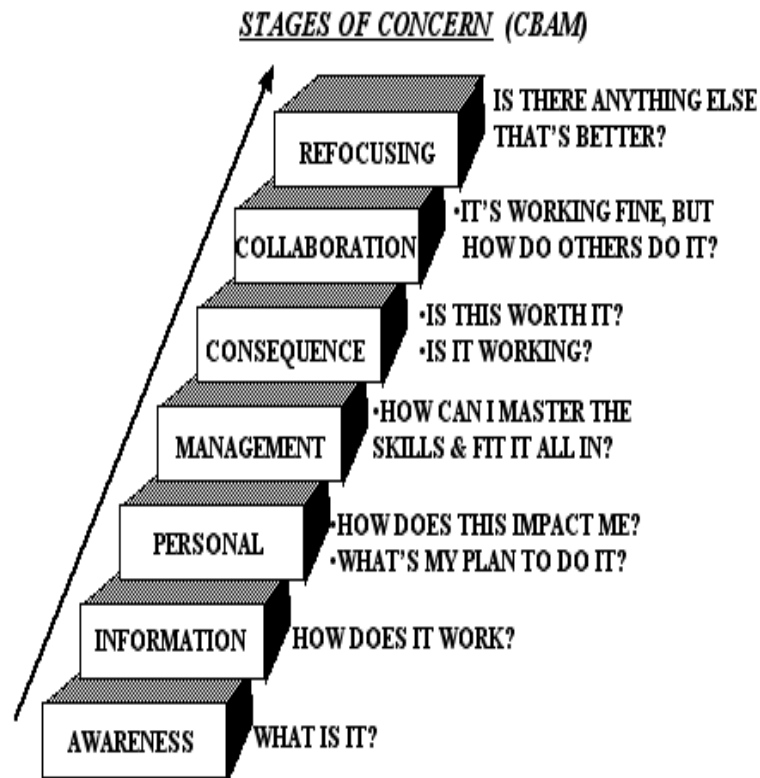 STAGES OF CONCERN (CBAM)
REFOCUSING
IS THERE ANYTHING ELSE
THAT'S BETTER?
COLLABORATION
•IT'S WORKING FINE, BUT
HOW DO OTHERS DO IT?
CONSEQUENCE
•IS THIS WORTH IT?
•IS IT WORKING?
MANAGEMENT
•HOW CAN I MASTER THE
SKILLS & FIT IT ALL IN?
PERSONAL
•HOW DOES THIS IMPACT ME?
•WHAT'S MY PLAN TO DO IT?
INFORMATION
HOW DOES IT WORK?
AWARENESS
WHAT IS IT?